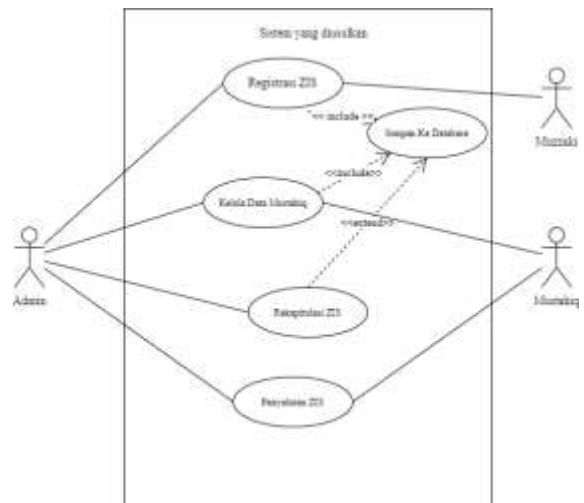 Sistem yang diusulkan
Registrasi ZIS
<< include >>
Simpan Ke Database
Muzzaki
<<include>>
Kelola Data Mustahiq
<<extend>>
Admin
Mustahiq
Rekapitulasi ZIS
Penyaluran ZIS